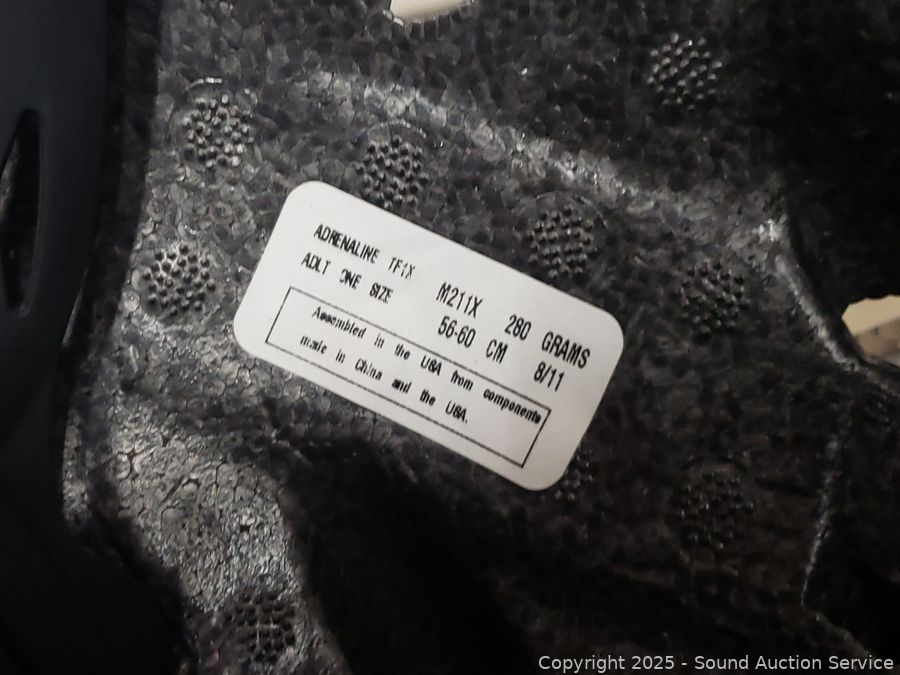 ADRENALINE TF1X M211X 280 GRAMS
ADLT ONE SIZE 56-60 CM 8/11
Assembled in the USA from components
made in China and the USA.
Copyright 2025 - Sound Auction Service